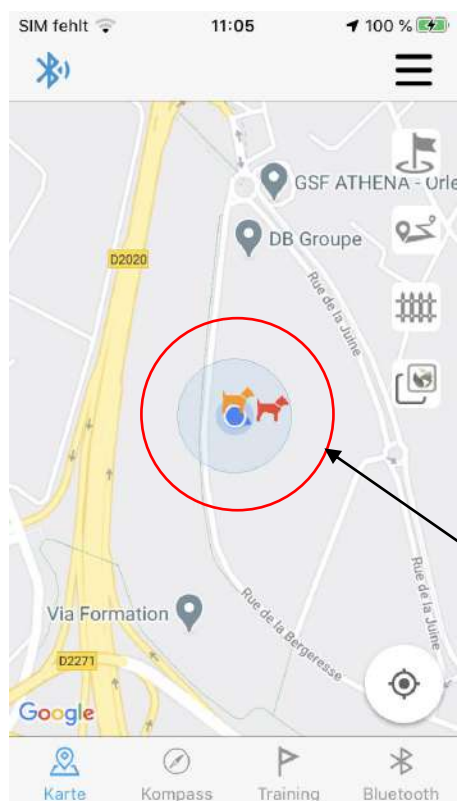 SIM fehlt 11:05 100 %
GSF ATHENA - Orle
DB Groupe
D2020
Rue de la Juine
Rue de la Juine
Via Formation
Rue de la Bergeresse
D2271
Google
Karte Kompass Training Bluetooth